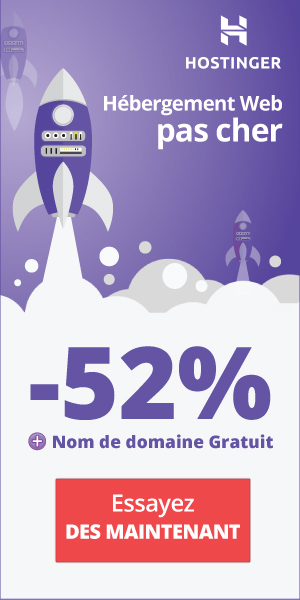 HOSTINGER
Hébergement Web
pas cher
-52%
+ Nom de domaine Gratuit
Essayez
DES MAINTENANT